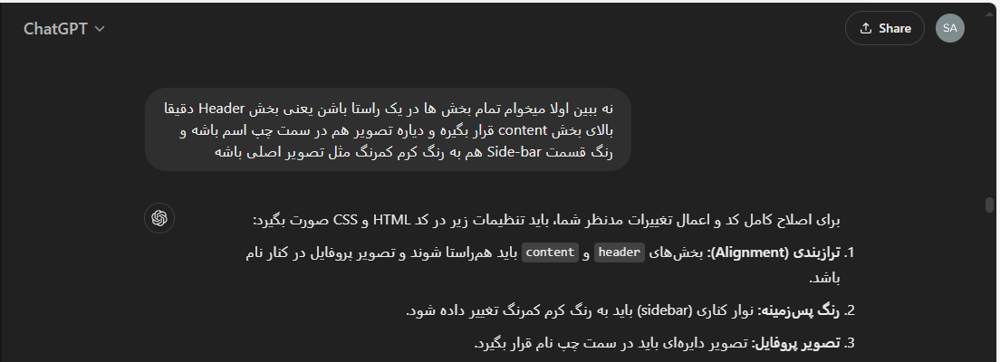 ChatGPT
Share
SA
نه ببین اولا میخوام تمام بخش ها در یک راستا باشن یعنی بخش Header دقیقا
بالای بخش content قرار بگیره و دیاره تصویر هم در سمت چپ اسم باشه و
رنگ قسمت Side-bar هم به رنگ کرم کمرنگ مثل تصویر اصلی باشه
برای اصلاح کامل کد و اعمال تغییرات مدنظر شما، باید تنظیمات زیر در کد HTML و CSS صورت بگیرد:
1. ترازبندی (Alignment): بخش‌های header و content باید هم‌راستا شوند و تصویر پروفایل در کنار نام
باشد.
2. رنگ پس‌زمینه: نوار کناری (sidebar) باید به رنگ کرم کمرنگ تغییر داده شود.
3. تصویر پروفایل: تصویر دایره‌ای باید در سمت چپ نام قرار بگیرد.